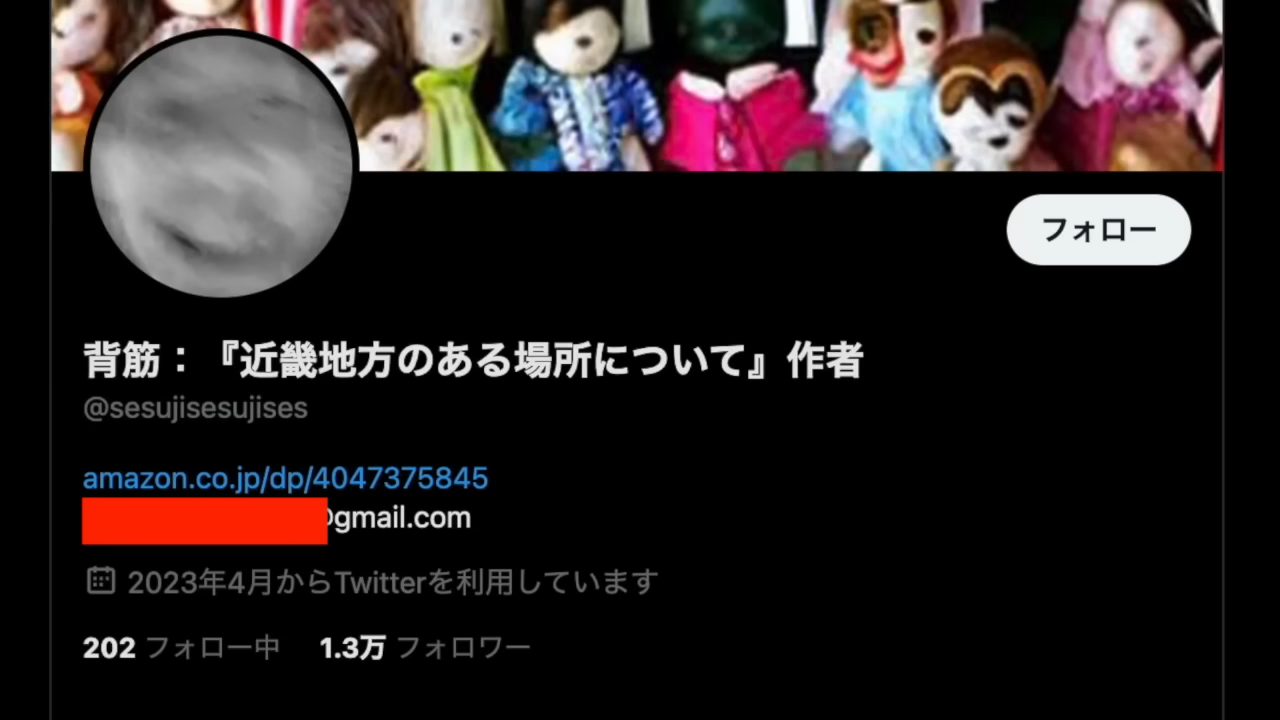 フォロー
背筋：『近畿地方のある場所について』作者
@sesujisesujises
amazon.co.jp/dp/4047375845
@gmail.com
2023年4月からTwitterを利用しています
202 フォロー中 1.3万 フォロワー